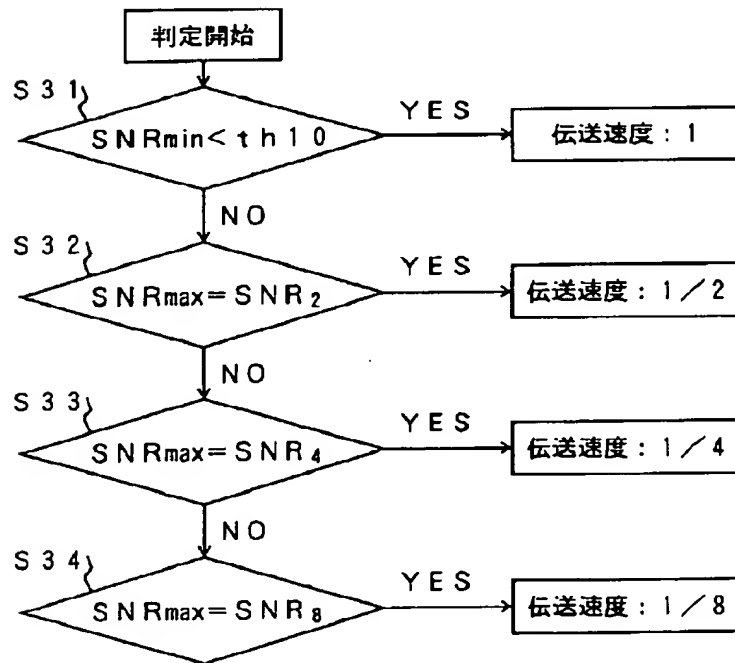 判定開始
S31
SNRmin<th10
YES
伝送速度:1
NO
S32
SNRmax=SNR₂
YES
伝送速度:1/2
NO
S33
SNRmax=SNR₄
YES
伝送速度:1/4
NO
S34
SNRmax=SNR₈
YES
伝送速度:1/8